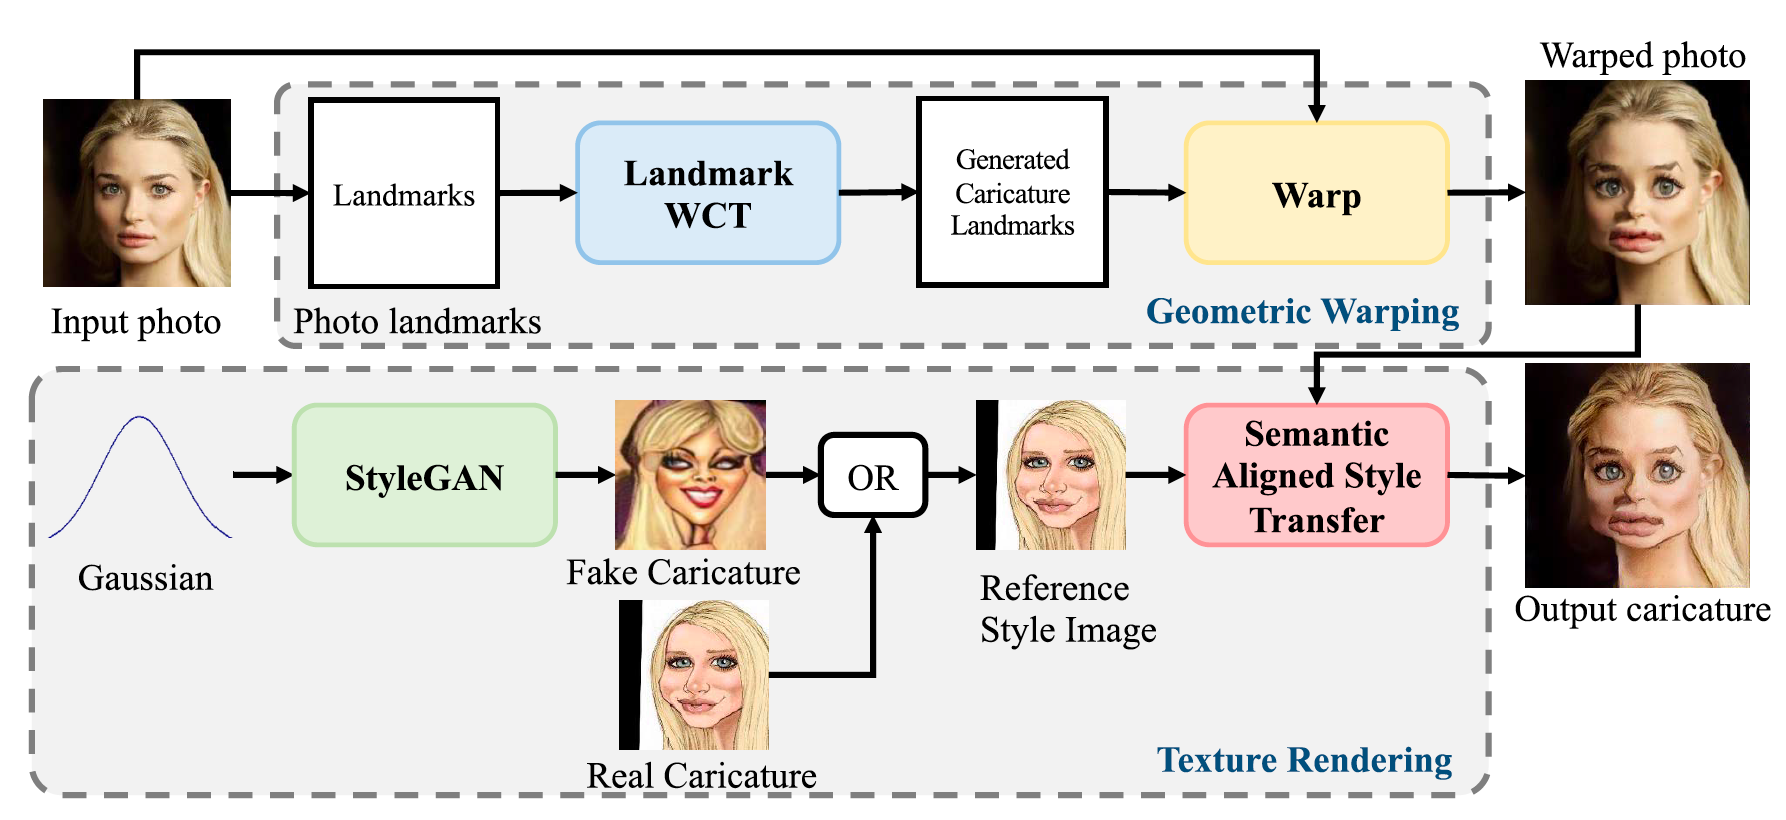 Warped photo
Landmarks
Landmark
WCT
Generated
Caricature
Landmarks
Warp
Input photo
Photo landmarks
Geometric Warping
StyleGAN
OR
Semantic
Aligned Style
Transfer
Gaussian
Fake Caricature
Reference
Style Image
Output caricature
Real Caricature
Texture Rendering